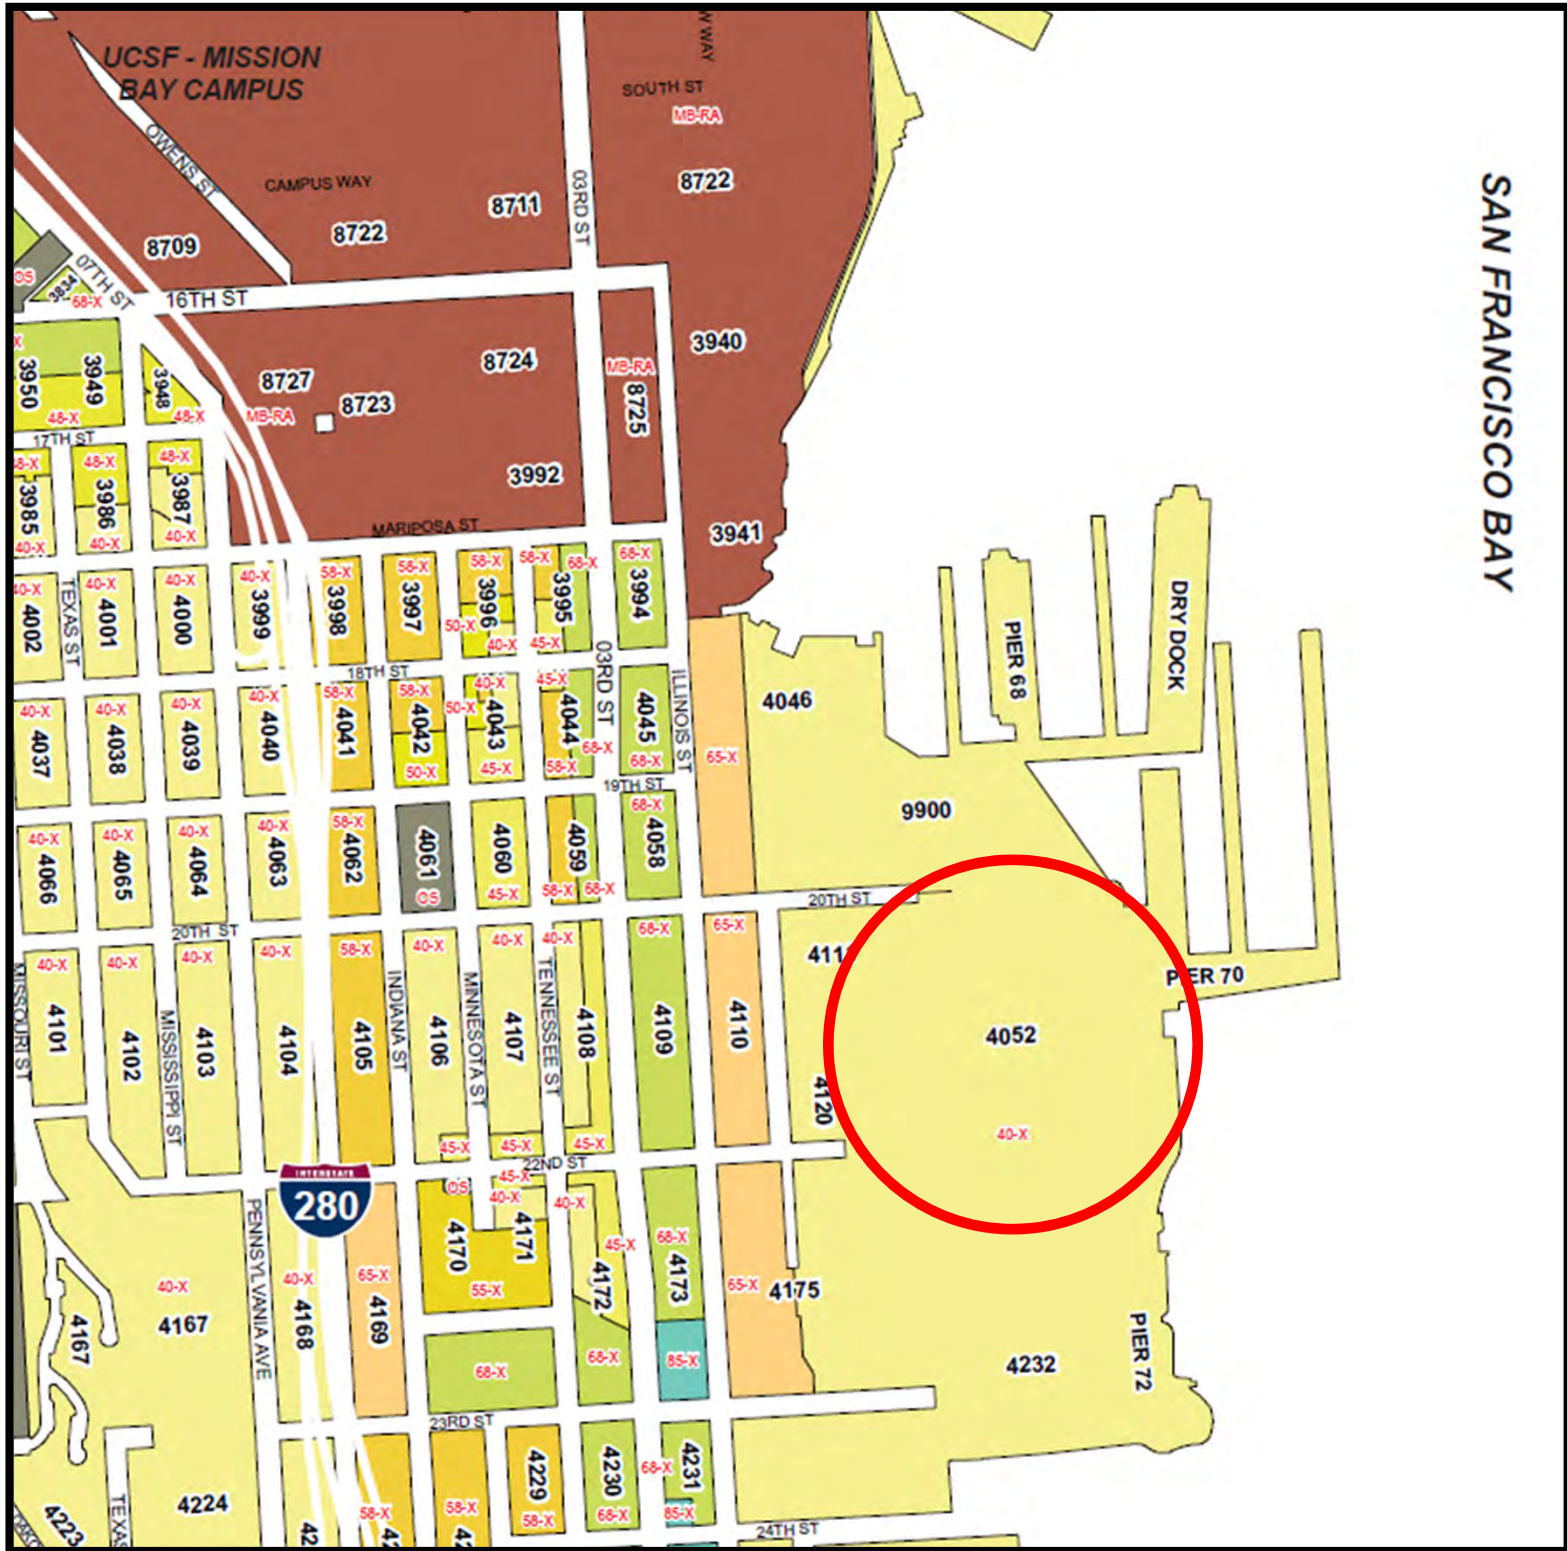 UCSF - MISSION
BAY CAMPUS
W WAY
SOUTH ST
MB-RA
OWENS ST
CAMPUS WAY
8711
03RD ST
8722
8722
8709
SAN FRANCISCO BAY
OS
3834
68-X
07TH ST
16TH ST
3940
X
3950
3949
48-X
3948
48-X
8727
8723
8724
MB-RA
MB-RA
8725
17TH ST
3992
48-X
48-X
3985
3986
3987
40-X
40-X
40-X
MARIPOSA ST
3941
40-X
4002
TEXAS ST
40-X
4001
40-X
4000
40-X
3999
58-X
3998
58-X
3997
58-X
3996
50-X
40-X
58-X
68-X
3995
45-X
68-X
3994
18TH ST
03RD ST
ILLINOIS ST
PIER 68
DRY DOCK
40-X
4037
40-X
4038
40-X
4039
40-X
4040
58-X
4041
58-X
4042
50-X
50-X
40-X
4043
45-X
45-X
4044
68-X
58-X
4045
68-X
65-X
4046
19TH ST
9900
40-X
4066
40-X
4065
40-X
4064
40-X
4063
58-X
4062
4061
OS
4060
45-X
4059
58-X
68-X
68-X
4058
20TH ST
20TH ST
MISSOURI ST
40-X
4101
40-X
4102
MISSISSIPPI ST
40-X
4103
40-X
4104
58-X
4105
INDIANA ST
40-X
4106
MINNESOTA ST
40-X
4107
TENNESSEE ST
40-X
4108
68-X
4109
65-X
4110
4120
PIER 70
4052
40-X
45-X
45-X
45-X
22ND ST
INTERSTATE
280
PENNSYLVANIA AVE
OS
45-X
40-X
4170
4171
55-X
40-X
45-X
4172
68-X
68-X
4173
85-X
65-X
4175
40-X
4167
4167
40-X
4168
65-X
4169
68-X
4232
PIER 72
23RD ST
4223
TEXAS
4224
42
58-X
42
58-X
42
4229
58-X
4230
68-X
68-X
4231
85-X
24TH ST